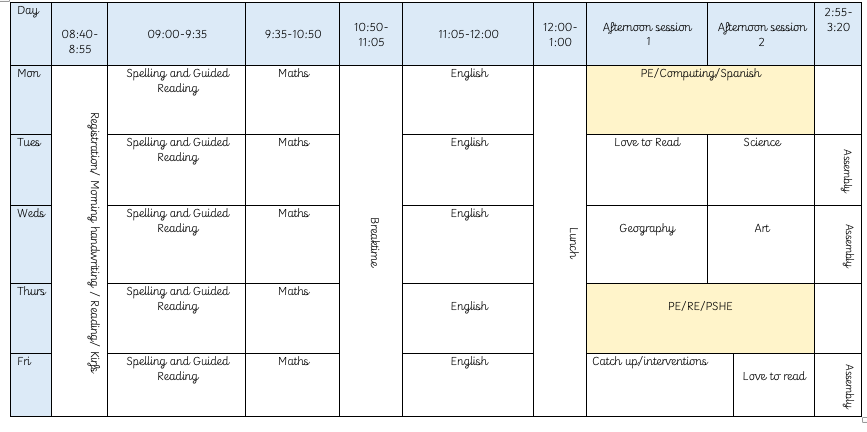 Day
08:40-
8:55
09:00-9:35
9:35-10:50
10:50-
11:05
11:05-12:00
12:00-
1:00
Afternoon session
1
Afternoon session
2
2:55-
3:20
Mon
Registration/ Morning handwriting / Reading/ Kirfs
Spelling and Guided
Reading
Maths
Breaktime
English
Lunch
PE/Computing/Spanish
Tues
Spelling and Guided
Reading
Maths
English
Love to Read
Science
Assembly
Weds
Spelling and Guided
Reading
Maths
English
Geography
Art
Assembly
Thurs
Spelling and Guided
Reading
Maths
English
PE/RE/PSHE
Fri
Spelling and Guided
Reading
Maths
English
Catch up/interventions
Love to read
Assembly